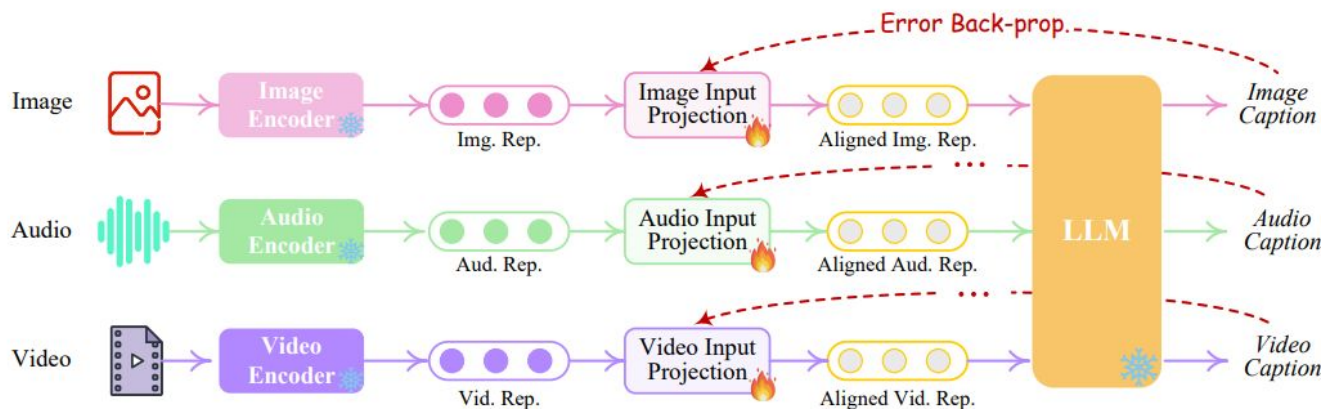 Error Back-prop.
Image
Image
Encoder
Img. Rep.
Image Input
Projection
Aligned Img. Rep.
Image
Caption
...
Audio
Audio
Encoder
Aud. Rep.
Audio Input
Projection
Aligned Aud. Rep.
LLM
Audio
Caption
...
Video
Video
Encoder
Vid. Rep.
Video Input
Projection
Aligned Vid. Rep.
Video
Caption